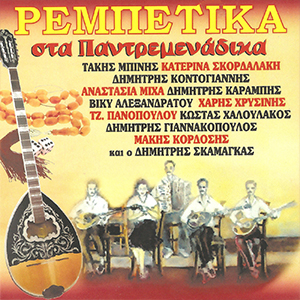 ΡΕΜΠΕΤΙΚΑ
στα Παντρεμενάδικα
ΤΑΚΗΣ ΜΠΙΝΗΣ ΚΑΤΕΡΙΝΑ ΣΚΟΡΔΑΛΑΚΗ
ΔΗΜΗΤΡΗΣ ΚΟΝΤΟΓΙΑΝΝΗΣ
ΑΝΑΣΤΑΣΙΑ ΜΙΧΑ ΔΗΜΗΤΡΗΣ ΚΑΡΑΜΠΗΣ
ΒΙΚΥ ΑΛΕΞΑΝΔΡΑΤΟΥ ΧΑΡΗΣ ΧΡΥΣΙΝΗΣ
ΤΖ. ΠΑΝΟΠΟΥΛΟΥ ΚΩΣΤΑΣ ΧΑΛΟΥΛΑΚΟΣ
ΔΗΜΗΤΡΗΣ ΓΙΑΝΝΑΚΟΠΟΥΛΟΣ
ΜΑΚΗΣ ΚΟΡΔΟΣΗΣ
και ο ΔΗΜΗΤΡΗΣ ΣΚΑΜΑΓΚΑΣ